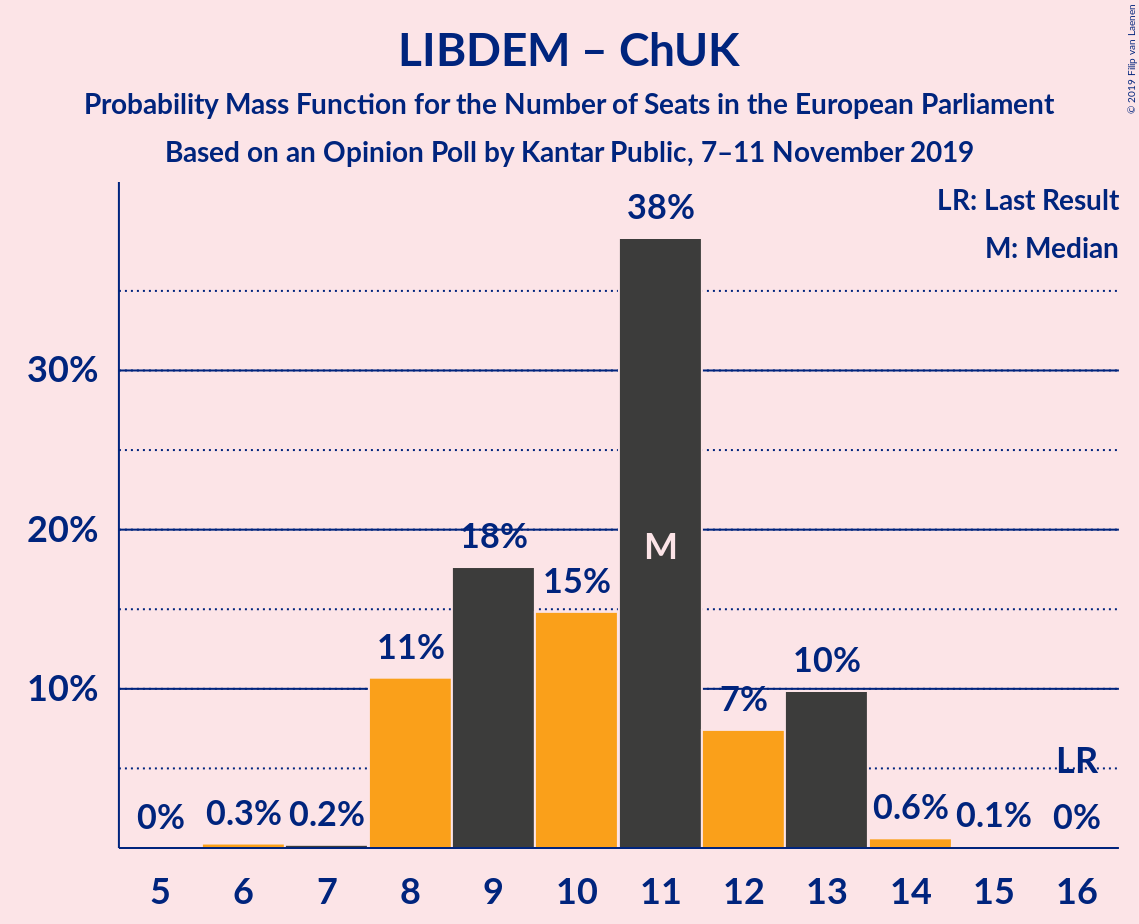 LIBDEM – ChUK
Probability Mass Function for the Number of Seats in the European Parliament
Based on an Opinion Poll by Kantar Public, 7–11 November 2019
© 2019 Filip van Laenen
LR: Last Result
M: Median
38%
30%
20%
18%
M
15%
11%
10%
10%
7%
LR
0%
0.3%
0.2%
0.6%
0.1%
0%
5 6 7 8 9 10 11 12 13 14 15 16